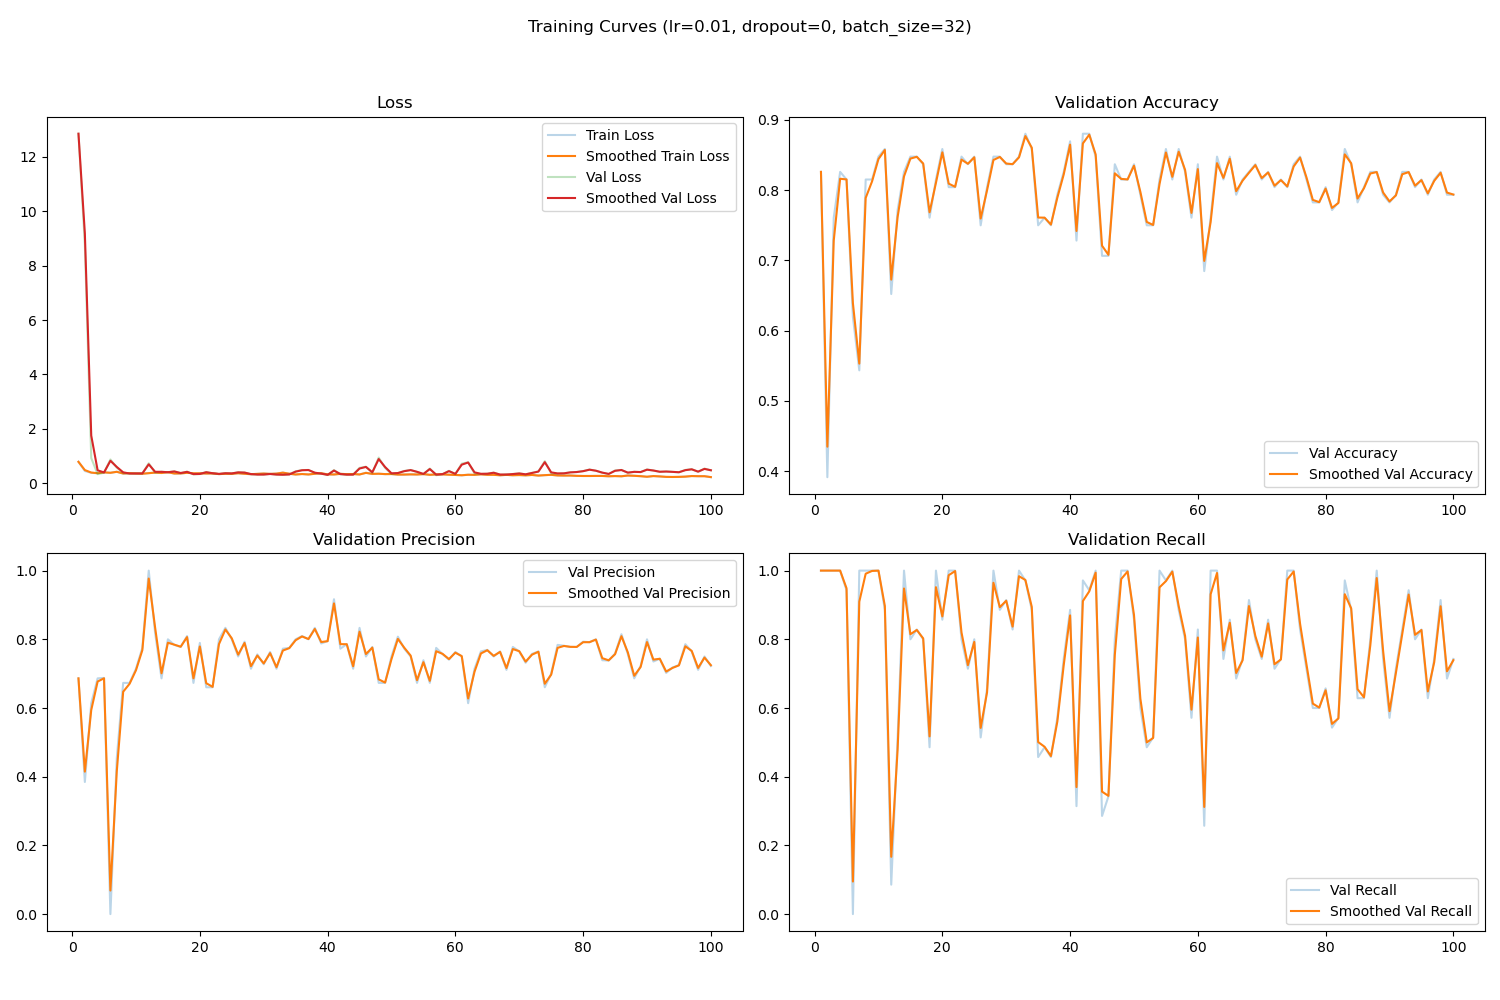 Training Curves (lr=0.01, dropout=0, batch_size=32)
Loss
Train Loss
Smoothed Train Loss
Val Loss
Smoothed Val Loss
12
10
8
6
4
2
0
0 20 40 60 80 100
Validation Accuracy
0.9
0.8
0.7
0.6
0.5
0.4
Val Accuracy
Smoothed Val Accuracy
0 20 40 60 80 100
Validation Precision
Val Precision
Smoothed Val Precision
1.0
0.8
0.6
0.4
0.2
0.0
0 20 40 60 80 100
Validation Recall
1.0
0.8
0.6
0.4
0.2
0.0
Val Recall
Smoothed Val Recall
0 20 40 60 80 100